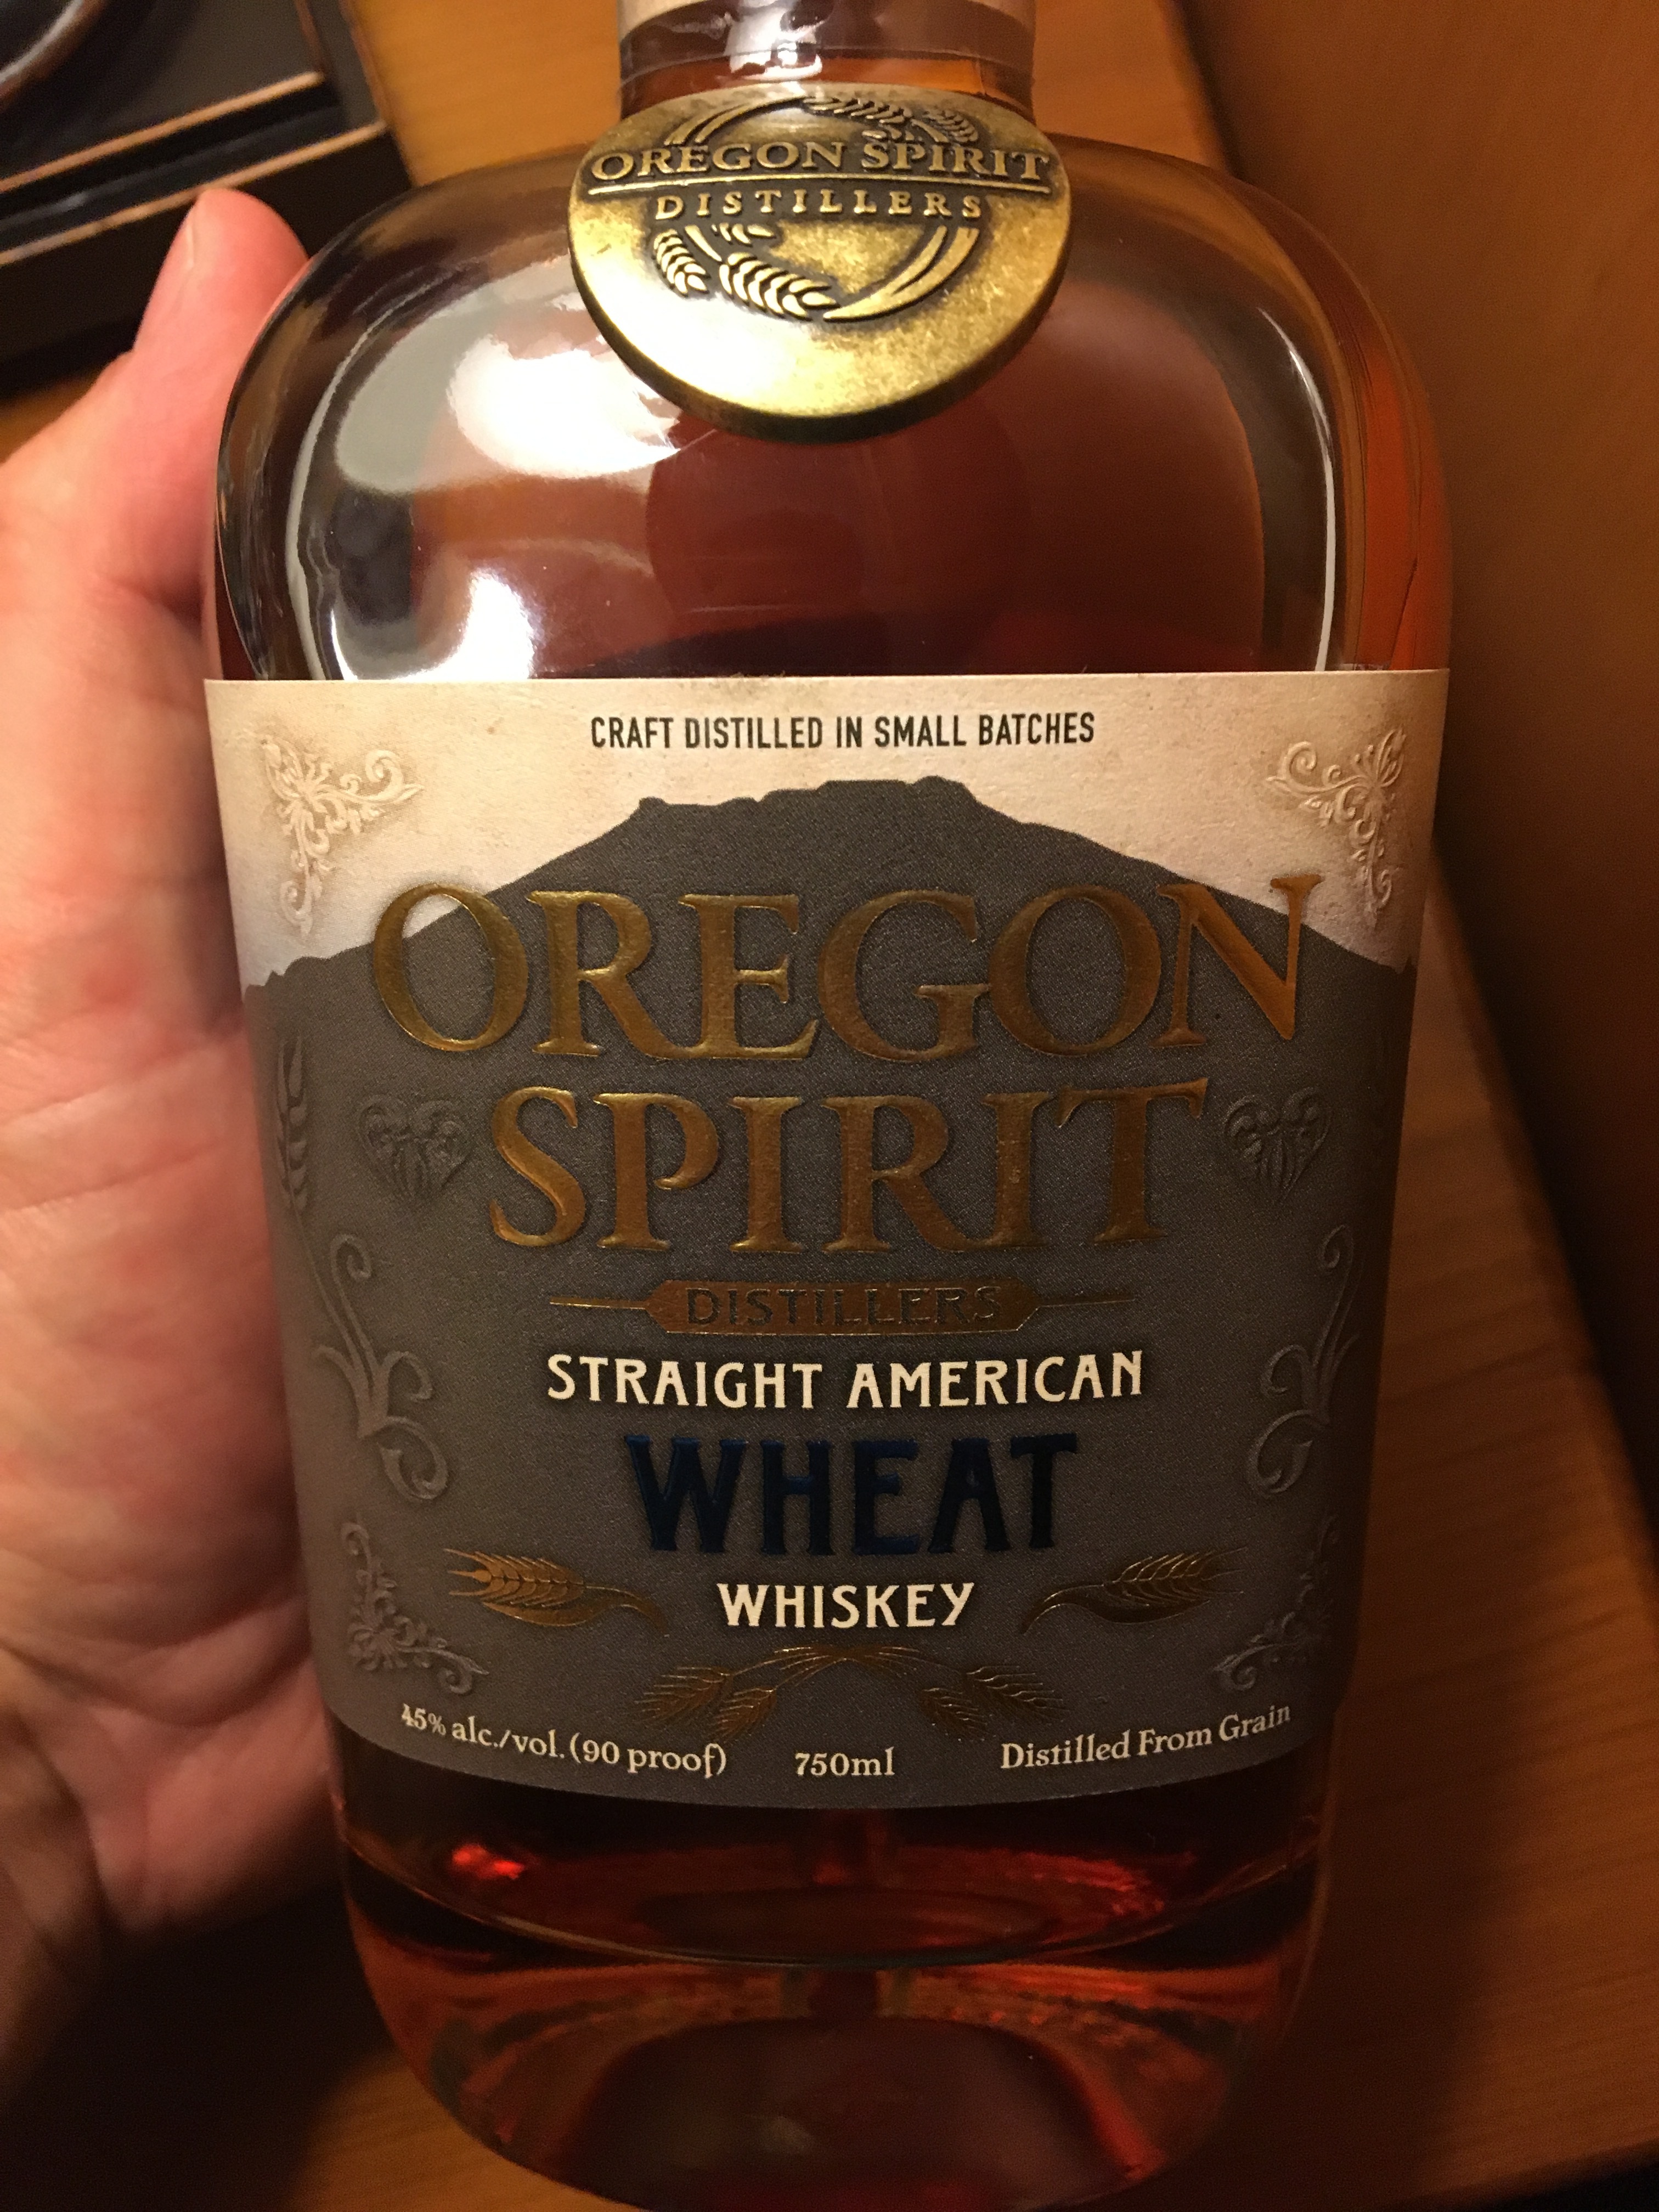 OREGON SPIRIT
DISTILLERS
CRAFT DISTILLED IN SMALL BATCHES
OREGON
SPIRIT
DISTILLERS
STRAIGHT AMERICAN
WHEAT
WHISKEY
45% alc./vol. (90 proof) 750ml Distilled From Grain